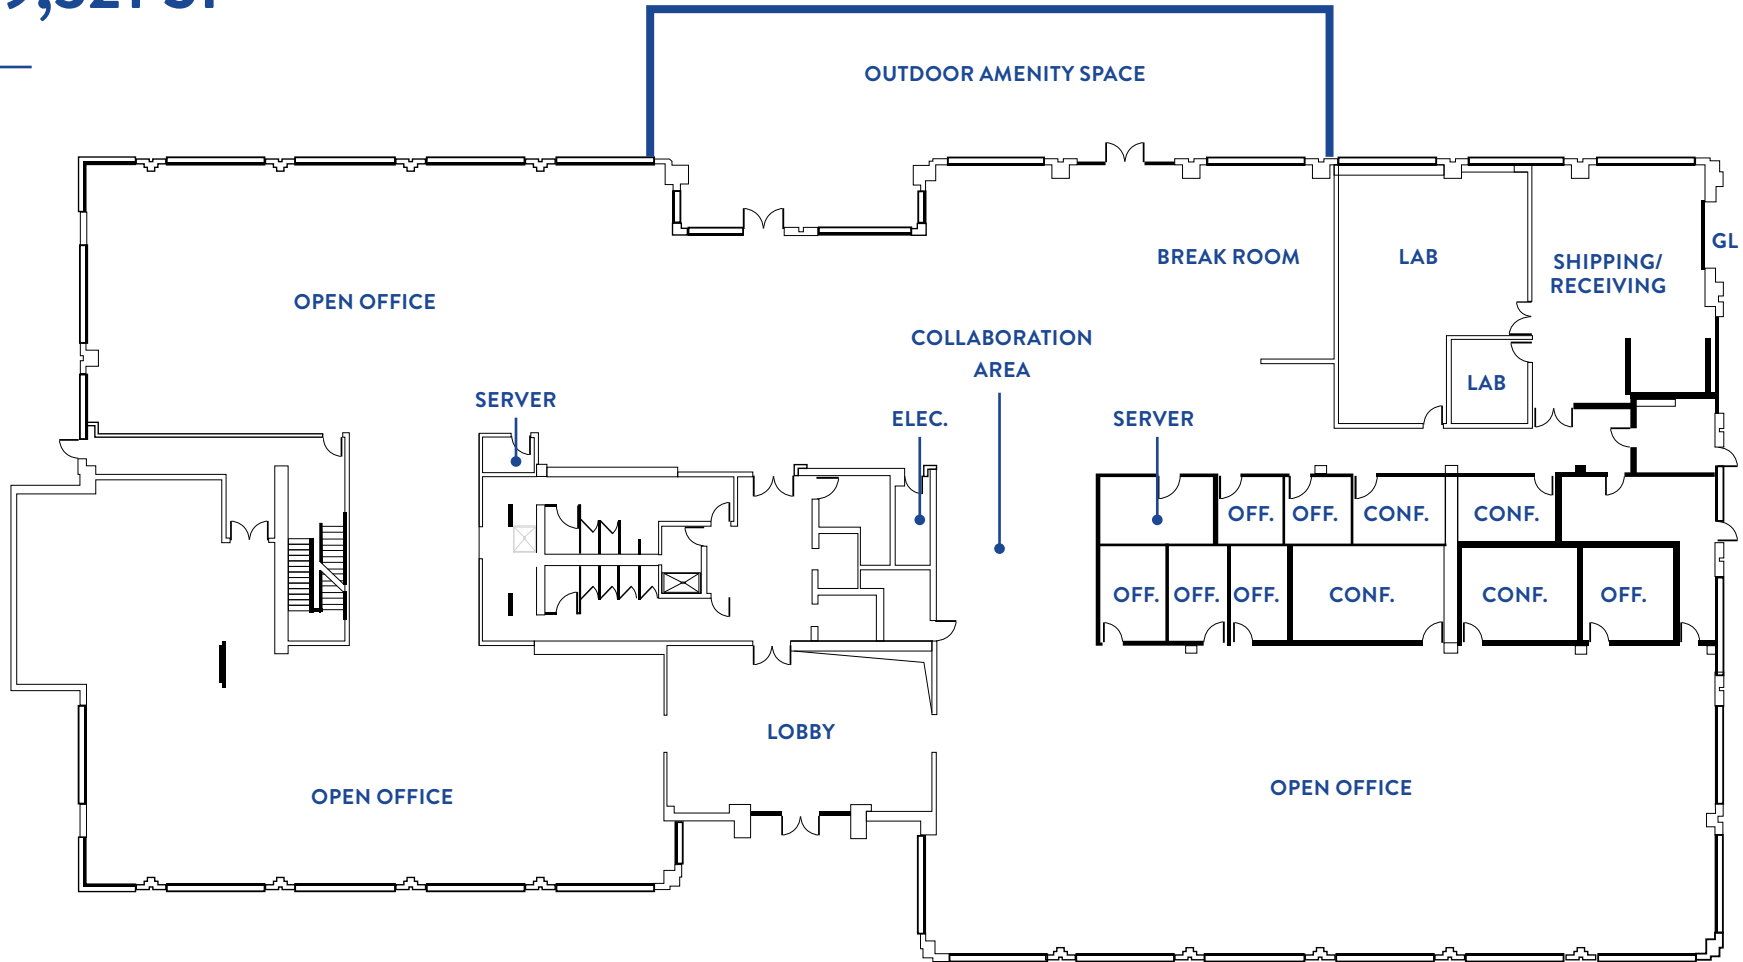 OUTDOOR AMENITY SPACE
GL
BREAK ROOM
LAB
SHIPPING/
RECEIVING
OPEN OFFICE
COLLABORATION
AREA
LAB
SERVER
ELEC.
SERVER
OFF.
OFF.
CONF.
CONF.
OFF.
OFF.
OFF.
CONF.
CONF.
OFF.
LOBBY
OPEN OFFICE
OPEN OFFICE